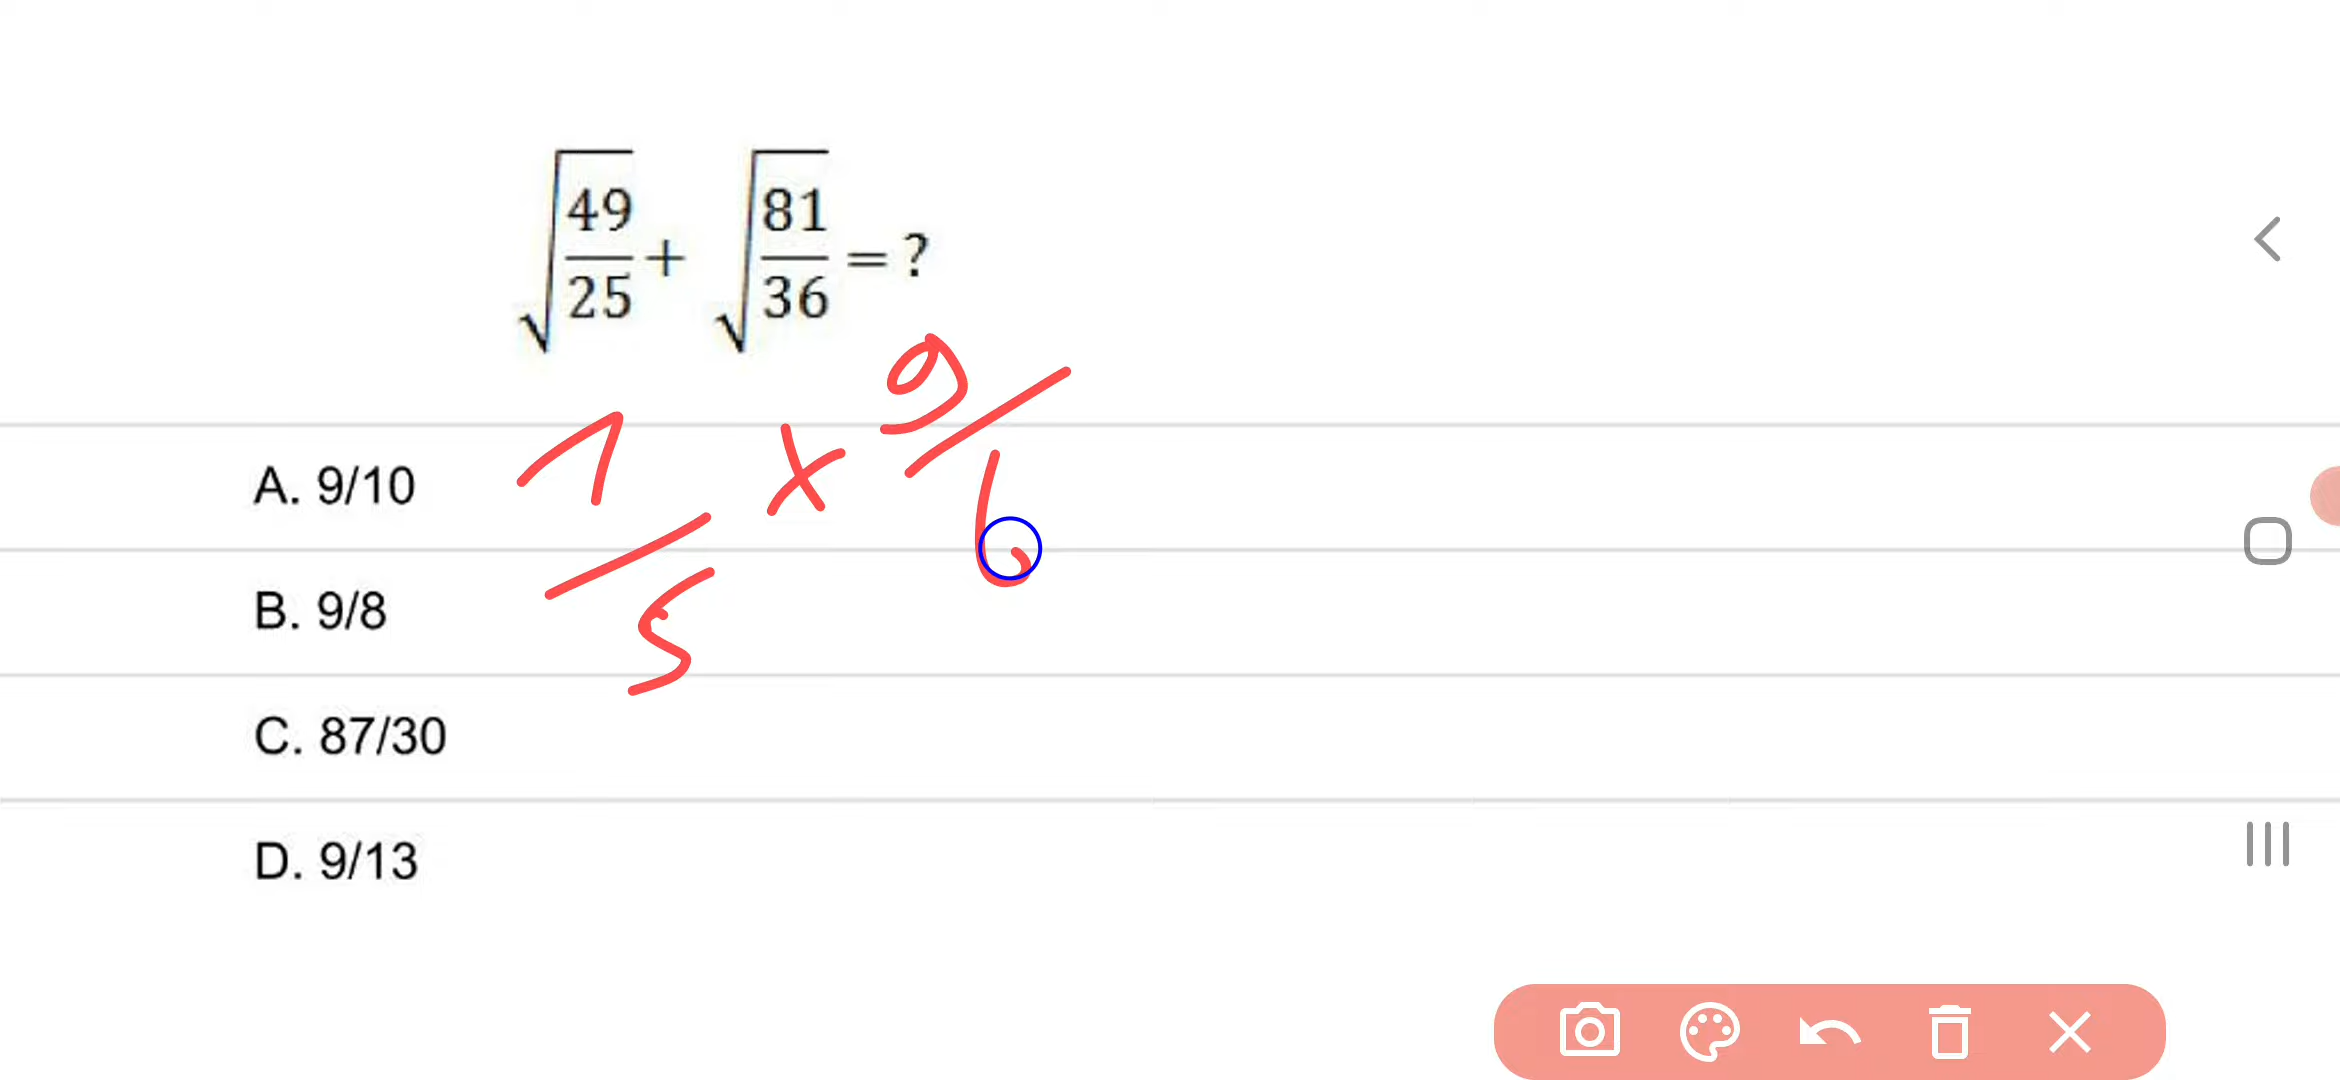 √49/25 + √81/36 = ?
7/5 x 9/6
A. 9/10
B. 9/8
C. 87/30
D. 9/13